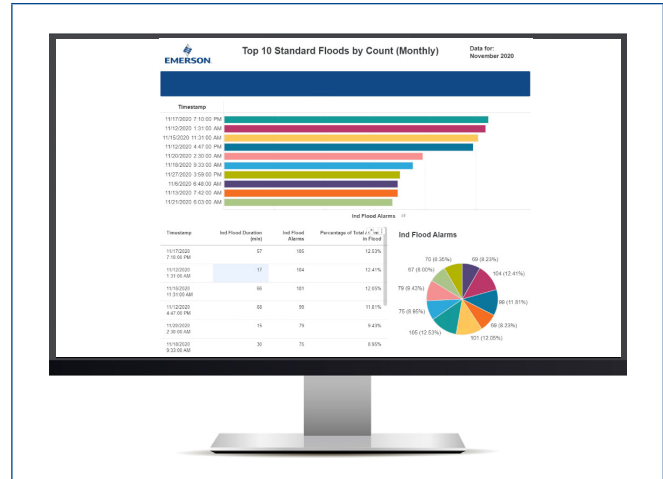 EMERSON
Top 10 Standard Floods by Count (Monthly)
Data for:
November 2020
Timestamp
11/17/2020 7:10:00 PM
11/12/2020 1:31:00 AM
11/15/2020 11:31:00 AM
11/12/2020 4:47:00 PM
11/20/2020 2:30:00 AM
11/18/2020 9:33:00 AM
11/27/2020 3:59:00 PM
11/6/2020 6:48:00 AM
11/13/2020 7:42:00 AM
11/21/2020 6:03:00 AM
Ind Flood Alarms
Timestamp Ind Flood Duration (min) Ind Flood Alarms Percentage of Total in Flood
11/17/2020 7:10:00 PM 57 105 12.53%
11/12/2020 1:31:00 AM 17 104 12.41%
11/15/2020 11:31:00 AM 66 101 12.05%
11/12/2020 4:47:00 PM 99 11.81%
11/20/2020 2:30:00 AM 79 9.43%
11/18/2020 9:33:00 AM 30 75 8.95%
Ind Flood Alarms
70 (8.35%)
69 (8.23%)
67 (8.00%)
104 (12.41%)
79 (9.43%)
99 (11.81%)
75 (8.95%)
69 (8.23%)
105 (12.53%)
101 (12.05%)